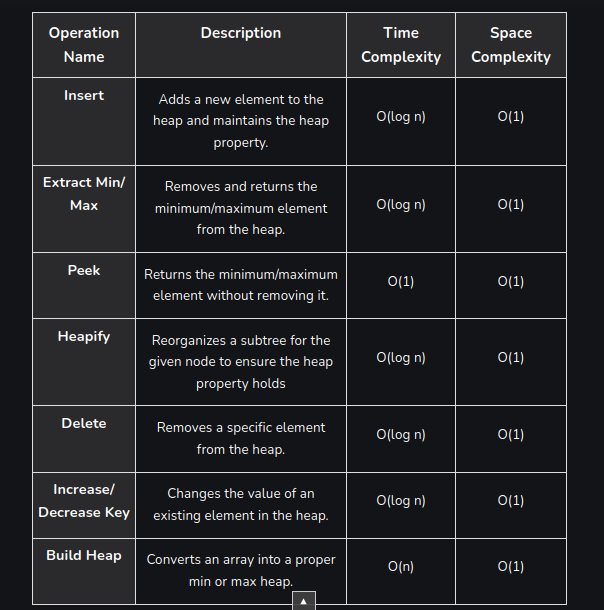 Operation Name
Description
Time Complexity
Space Complexity
Insert
Adds a new element to the
heap and maintains the heap
property.
O(log n)
O(1)
Extract Min/
Max
Removes and returns the
minimum/maximum element
from the heap.
O(log n)
O(1)
Peek
Returns the minimum/maximum
element without removing it.
O(1)
O(1)
Heapify
Reorganizes a subtree for the
given node to ensure the heap
property holds
O(log n)
O(1)
Delete
Removes a specific element
from the heap.
O(log n)
O(1)
Increase/
Decrease Key
Changes the value of an
existing element in the heap.
O(log n)
O(1)
Build Heap
Converts an array into a proper
min or max heap.
O(n)
O(1)